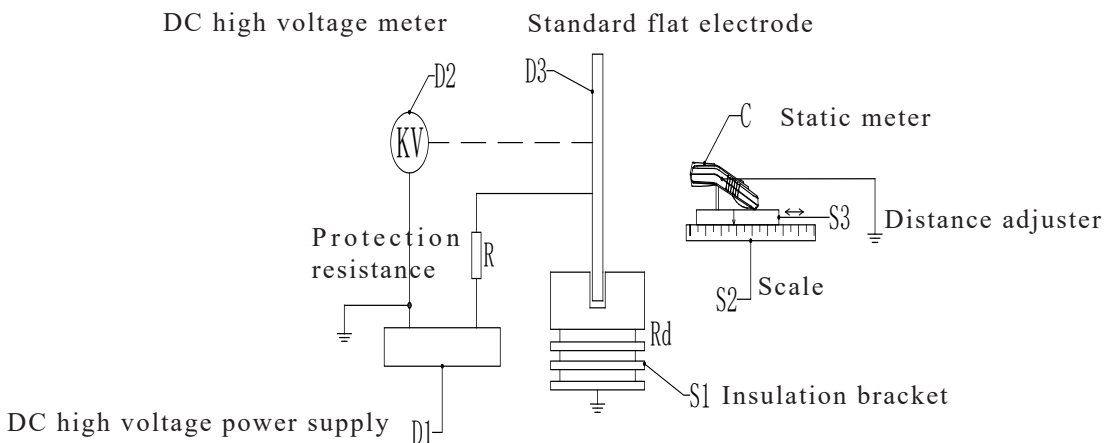 DC high voltage meter
Standard flat electrode
D2
D3
KV
C
Static meter
S3
Distance adjuster
Protection
resistance
R
S2
Scale
Rd
S1 Insulation bracket
DC high voltage power supply
D1